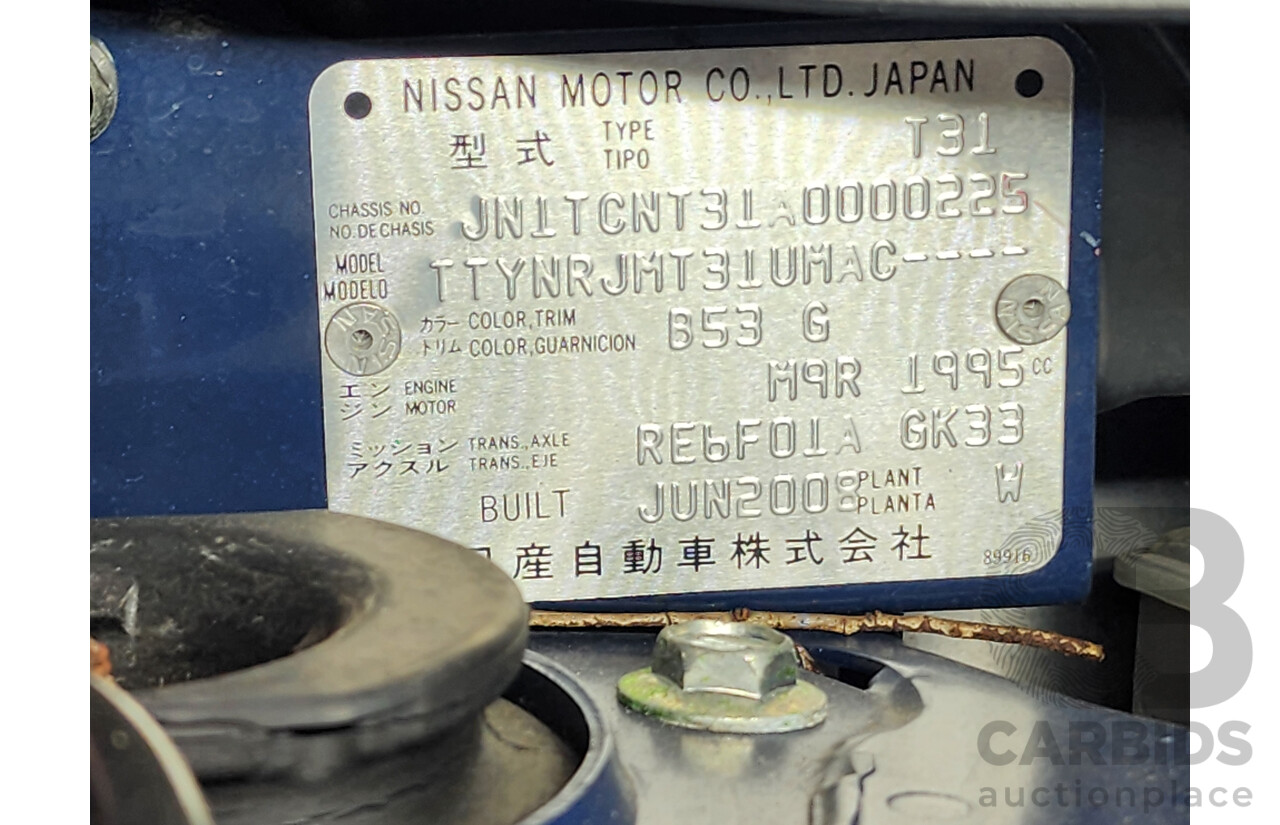 NISSAN MOTOR CO.,LTD. JAPAN
型式 TYPE TIPO T31
CHASSIS NO. NO. DE CHASIS JN1TCNT31A0000225
MODEL MODELO TTYNRJMT31UMAC----
カラー COLOR,TRIM
トリム COLOR,GUARNICION B53 G
エン ENGINE
ジン MOTOR M9R 1995 cc
ミッション TRANS.,AXLE
アクスル TRANS.,EJE RE6F01A GK33
BUILT JUN2008 PLANT PLANTA W
産自動車株式会社 89916
B
CARBIDS
auctionplace